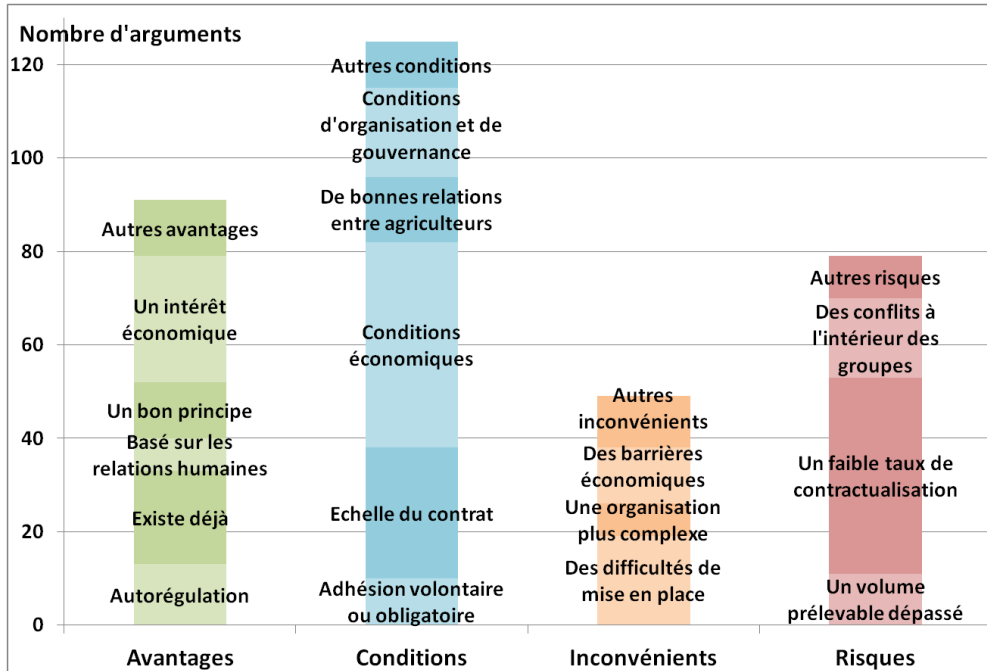 Nombre d'arguments
120
100
80
60
40
20
0
Autres avantages
Un intérêt
économique
Un bon principe
Basé sur les
relations humaines
Existe déjà
Autorégulation
Avantages
Autres conditions
Conditions
d'organisation et de
gouvernance
De bonnes relations
entre agriculteurs
Conditions
économiques
Echelle du contrat
Adhésion volontaire
ou obligatoire
Conditions
Autres
inconvénients
Des barrières
économiques
Une organisation
plus complexe
Des difficultés de
mise en place
Inconvénients
Autres risques
Des conflits à
l'intérieur des
groupes
Un faible taux de
contractualisation
Un volume
prélevable dépassé
Risques